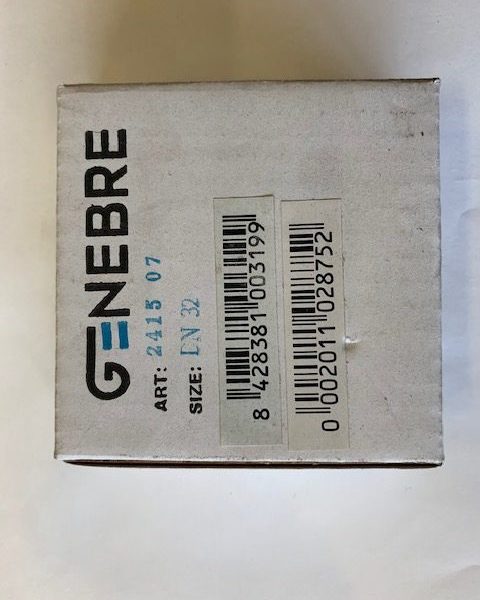 GENEBRE
ART: 2415 07
SIZE: DN 32
8 428381 003199
0 002011 028752